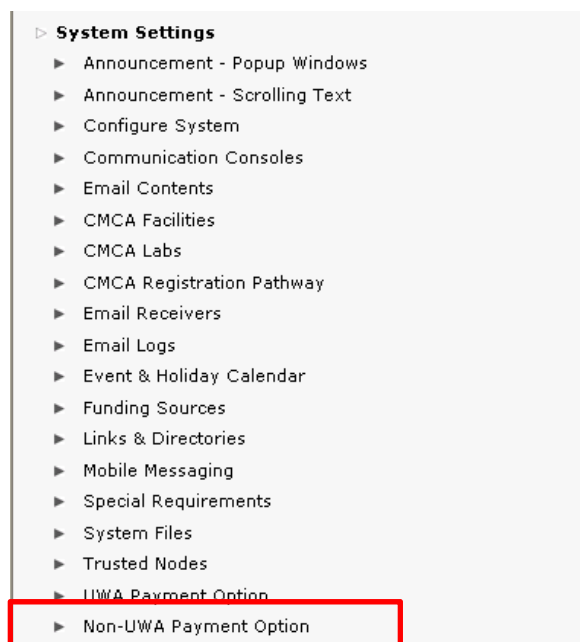 System Settings
Announcement - Popup Windows
Announcement - Scrolling Text
Configure System
Communication Consoles
Email Contents
CMCA Facilities
CMCA Labs
CMCA Registration Pathway
Email Receivers
Email Logs
Event & Holiday Calendar
Funding Sources
Links & Directories
Mobile Messaging
Special Requirements
System Files
Trusted Nodes
UWA Payment Option
Non-UWA Payment Option